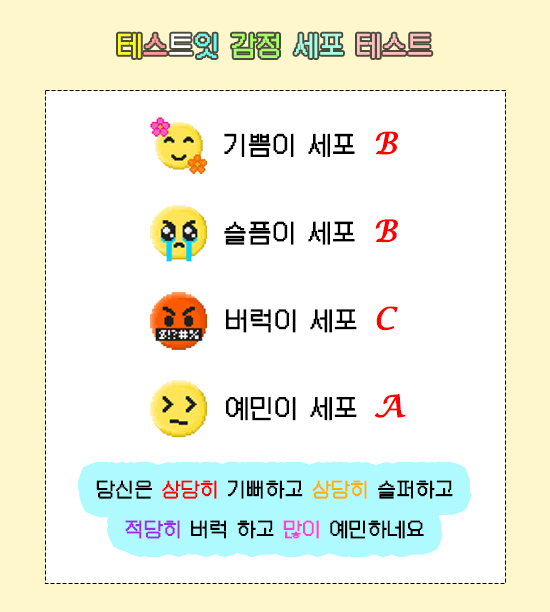 테스트잇 감정 세포 테스트
기쁨이 세포 B
슬픔이 세포 B
버럭이 세포 C
$!?#%
예민이 세포 A
당신은 상당히 기뻐하고 상당히 슬퍼하고
적당히 버럭 하고 많이 예민하네요